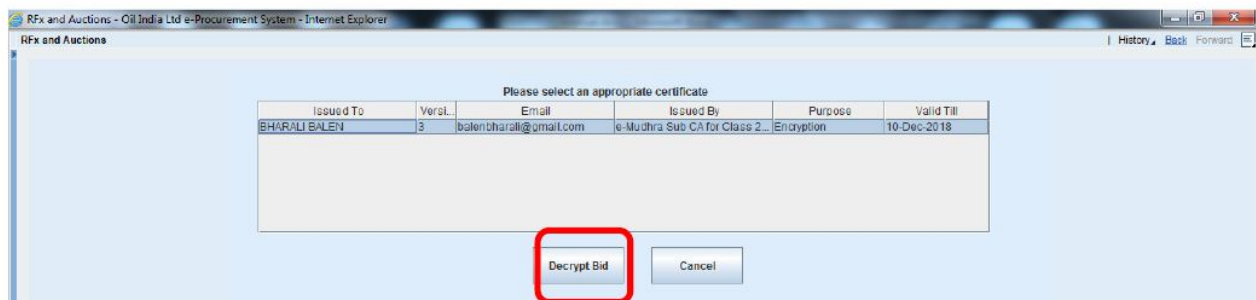 RFx and Auctions - Oil India Ltd e-Procurement System - Internet Explorer
RFx and Auctions | History Back Forward
Please select an appropriate certificate
Issued To Versi... Email Issued By Purpose Valid Till
BHARALI BALEN 3 balenbharali@gmail.com e-Mudhra Sub CA for Class 2... Encryption 10-Dec-2018
Decrypt Bid Cancel